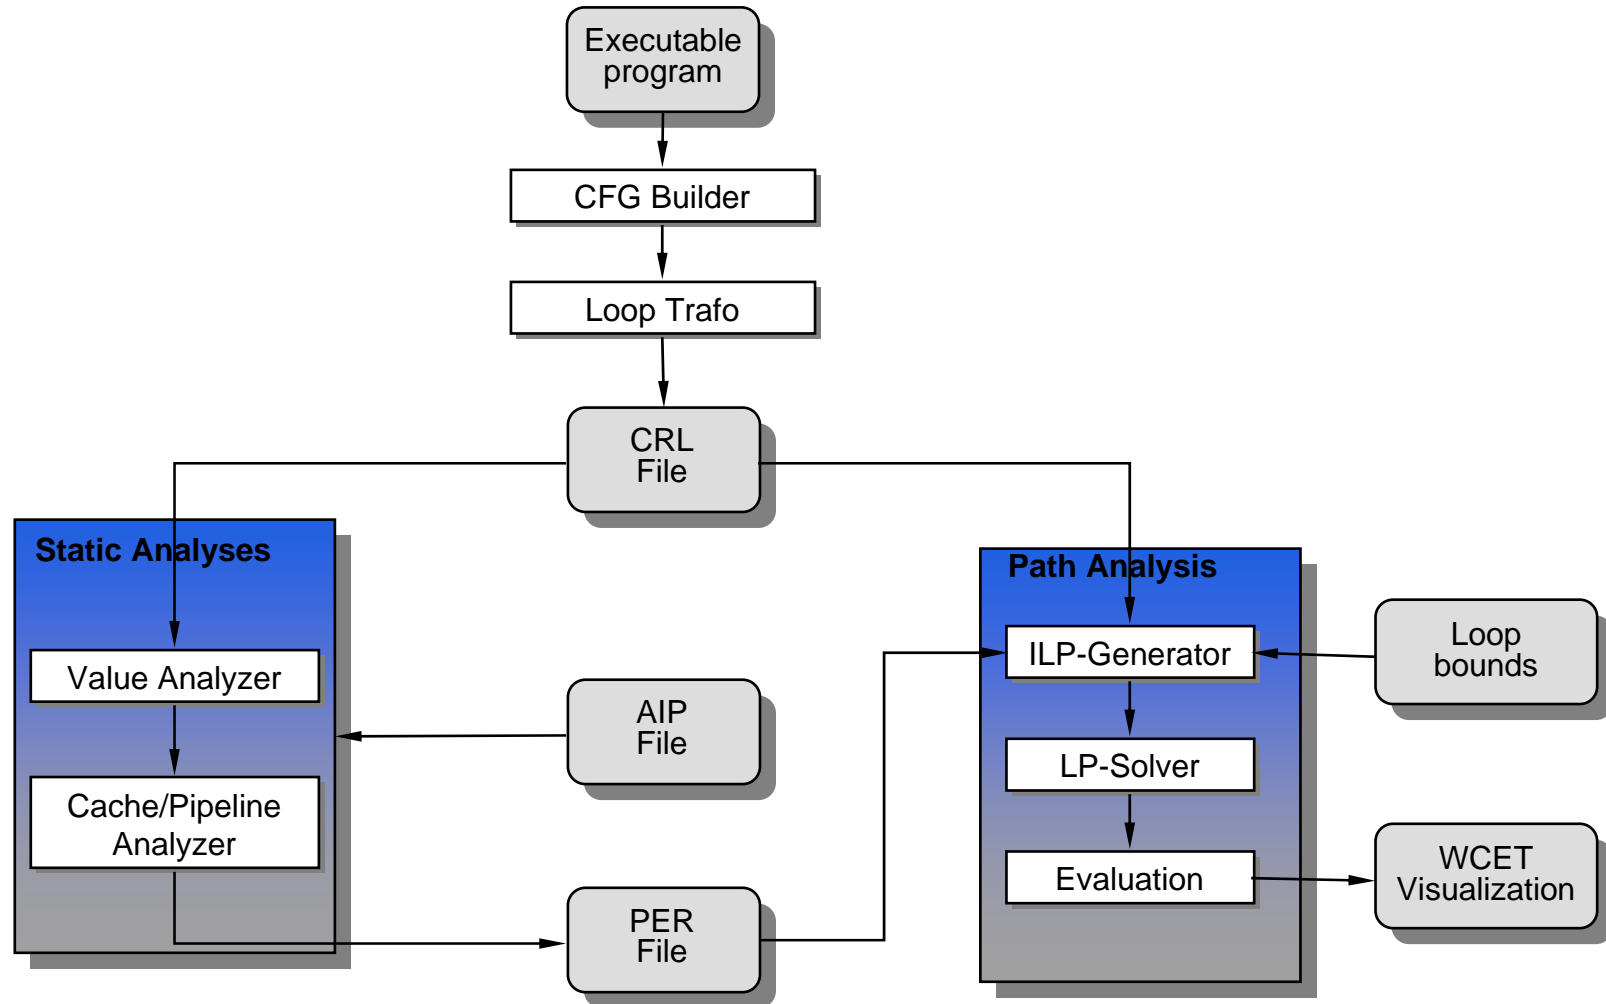 Executable
program
CFG Builder
Loop Trafo
CRL
File
Static Analyses
Value Analyzer
Cache/Pipeline
Analyzer
AIP
File
PER
File
Path Analysis
ILP-Generator
LP-Solver
Evaluation
Loop
bounds
WCET
Visualization